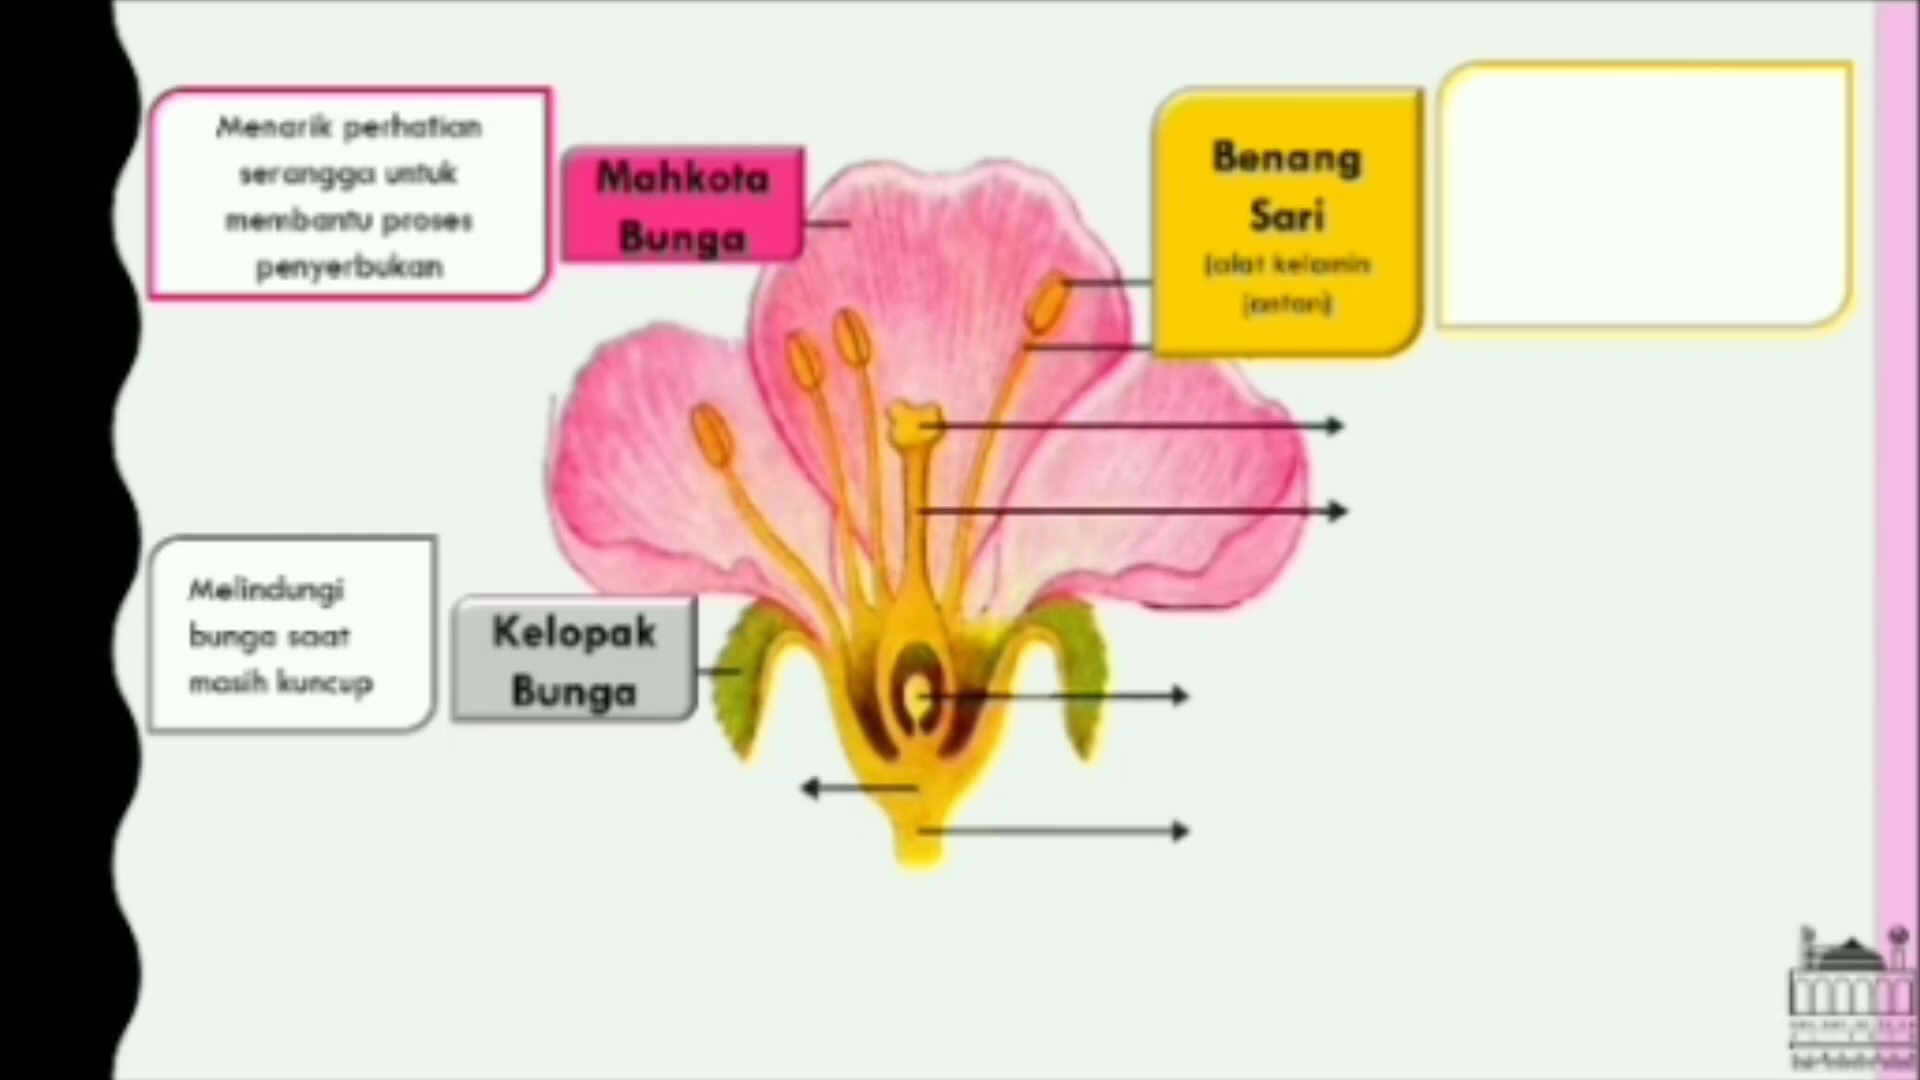 Menarik perhatian
serangga untuk
membantu proses
penyerbukan
Mahkota
Bunga
Benang
Sari
(alat kelamin
jantan)
Melindungi
bunga saat
masih kuncup
Kelopak
Bunga